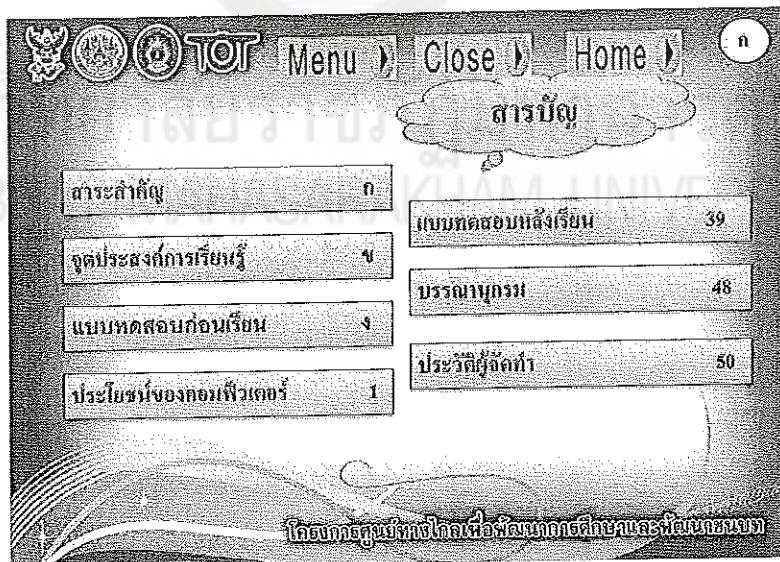 TOT Menu Close Home ก
สารบัญ
สาระสำคัญ ก
จุดประสงค์การเรียนรู้ ข
แบบทดสอบก่อนเรียน ง
ประโยชน์ของคอมพิวเตอร์ 1
แบบทดสอบหลังเรียน 39
บรรณานุกรม 48
ประวัติผู้จัดทำ 50
โครงการศูนย์ทางไกลเพื่อพัฒนาการศึกษาและพัฒนาชนบท